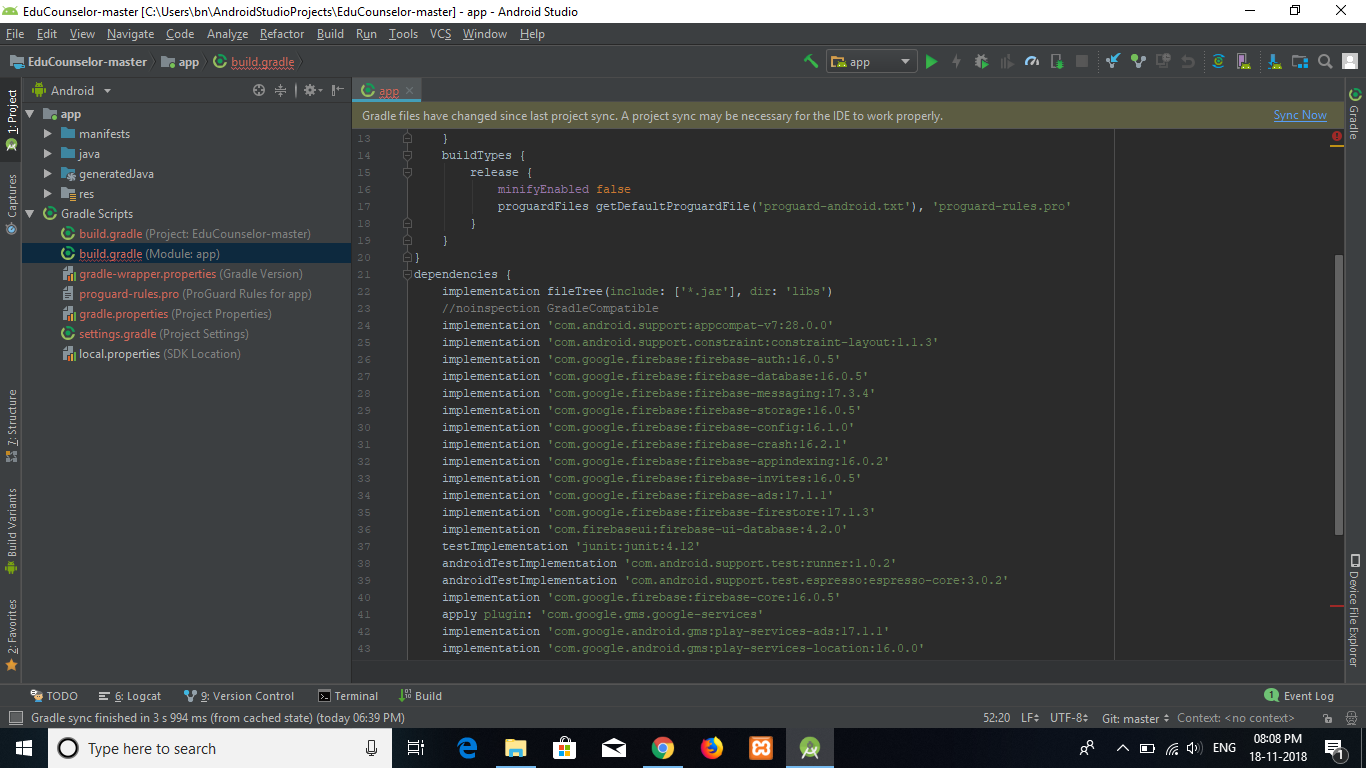 EduCounselor-master [C:\Users\bn\AndroidStudioProjects\EduCounselor-master] - app - Android Studio
File Edit View Navigate Code Analyze Refactor Build Run Tools VCS Window Help
EduCounselor-master app build.gradle
app
1: Project
Captures
7: Structure
Build Variants
2: Favorites
Android
app
manifests
java
generatedJava
res
Gradle Scripts
build.gradle (Project: EduCounselor-master)
build.gradle (Module: app)
gradle-wrapper.properties (Gradle Version)
proguard-rules.pro (ProGuard Rules for app)
gradle.properties (Project Properties)
settings.gradle (Project Settings)
local.properties (SDK Location)
app
Gradle files have changed since last project sync. A project sync may be necessary for the IDE to work properly. Sync Now
13 }
14 buildTypes {
15 release {
16 minifyEnabled false
17 proguardFiles getDefaultProguardFile('proguard-android.txt'), 'proguard-rules.pro'
18 }
19 }
20 }
21 dependencies {
22 implementation fileTree(include: ['*.jar'], dir: 'libs')
23 //noinspection GradleCompatible
24 implementation 'com.android.support:appcompat-v7:28.0.0'
25 implementation 'com.android.support.constraint:constraint-layout:1.1.3'
26 implementation 'com.google.firebase:firebase-auth:16.0.5'
27 implementation 'com.google.firebase:firebase-database:16.0.5'
28 implementation 'com.google.firebase:firebase-messaging:17.3.4'
29 implementation 'com.google.firebase:firebase-storage:16.0.5'
30 implementation 'com.google.firebase:firebase-config:16.1.0'
31 implementation 'com.google.firebase:firebase-crash:16.2.1'
32 implementation 'com.google.firebase:firebase-appindexing:16.0.2'
33 implementation 'com.google.firebase:firebase-invites:16.0.5'
34 implementation 'com.google.firebase:firebase-ads:17.1.1'
35 implementation 'com.google.firebase:firebase-firestore:17.1.3'
36 implementation 'com.firebaseui:firebase-ui-database:4.2.0'
37 testImplementation 'junit:junit:4.12'
38 androidTestImplementation 'com.android.support.test:runner:1.0.2'
39 androidTestImplementation 'com.android.support.test.espresso:espresso-core:3.0.2'
40 implementation 'com.google.firebase:firebase-core:16.0.5'
41 apply plugin: 'com.google.gms.google-services'
42 implementation 'com.google.android.gms:play-services-ads:17.1.1'
43 implementation 'com.google.android.gms:play-services-location:16.0.0'
Gradle
Device File Explorer
TODO 6: Logcat 9: Version Control Terminal Build 1 Event Log
Gradle sync finished in 3 s 994 ms (from cached state) (today 06:39 PM) 52:20 LF UTF-8 Git: master Context: <no context>
Type here to search
ENG
08:08 PM
18-11-2018
1